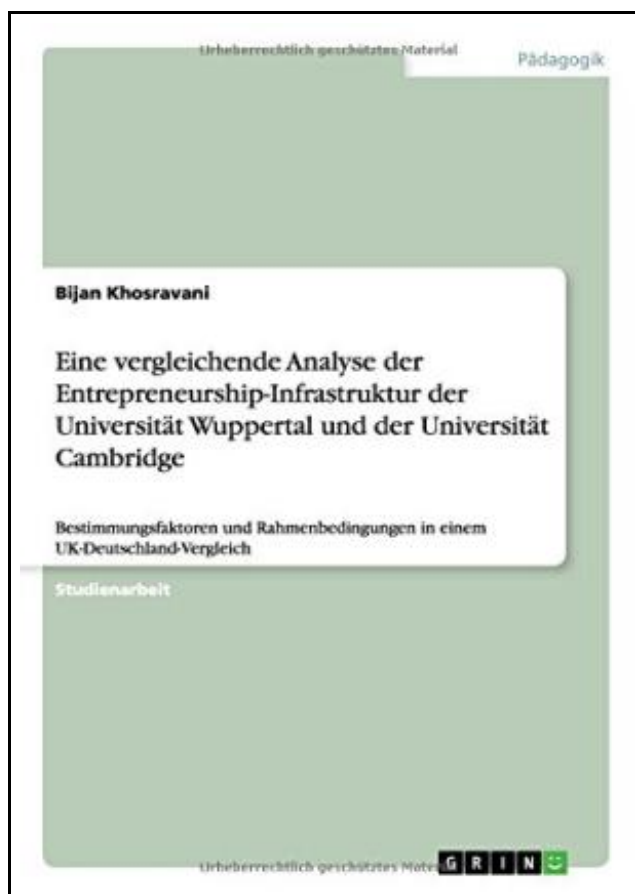 Urheberrechtlich geschütztes Material
Pädagogik
Bijan Khosravani
Eine vergleichende Analyse der
Entrepreneurship-Infrastruktur der
Universität Wuppertal und der Universität
Cambridge
Bestimmungsfaktoren und Rahmenbedingungen in einem
UK-Deutschland-Vergleich
Studienarbeit
Urheberrechtlich geschütztes Mate
GRIN